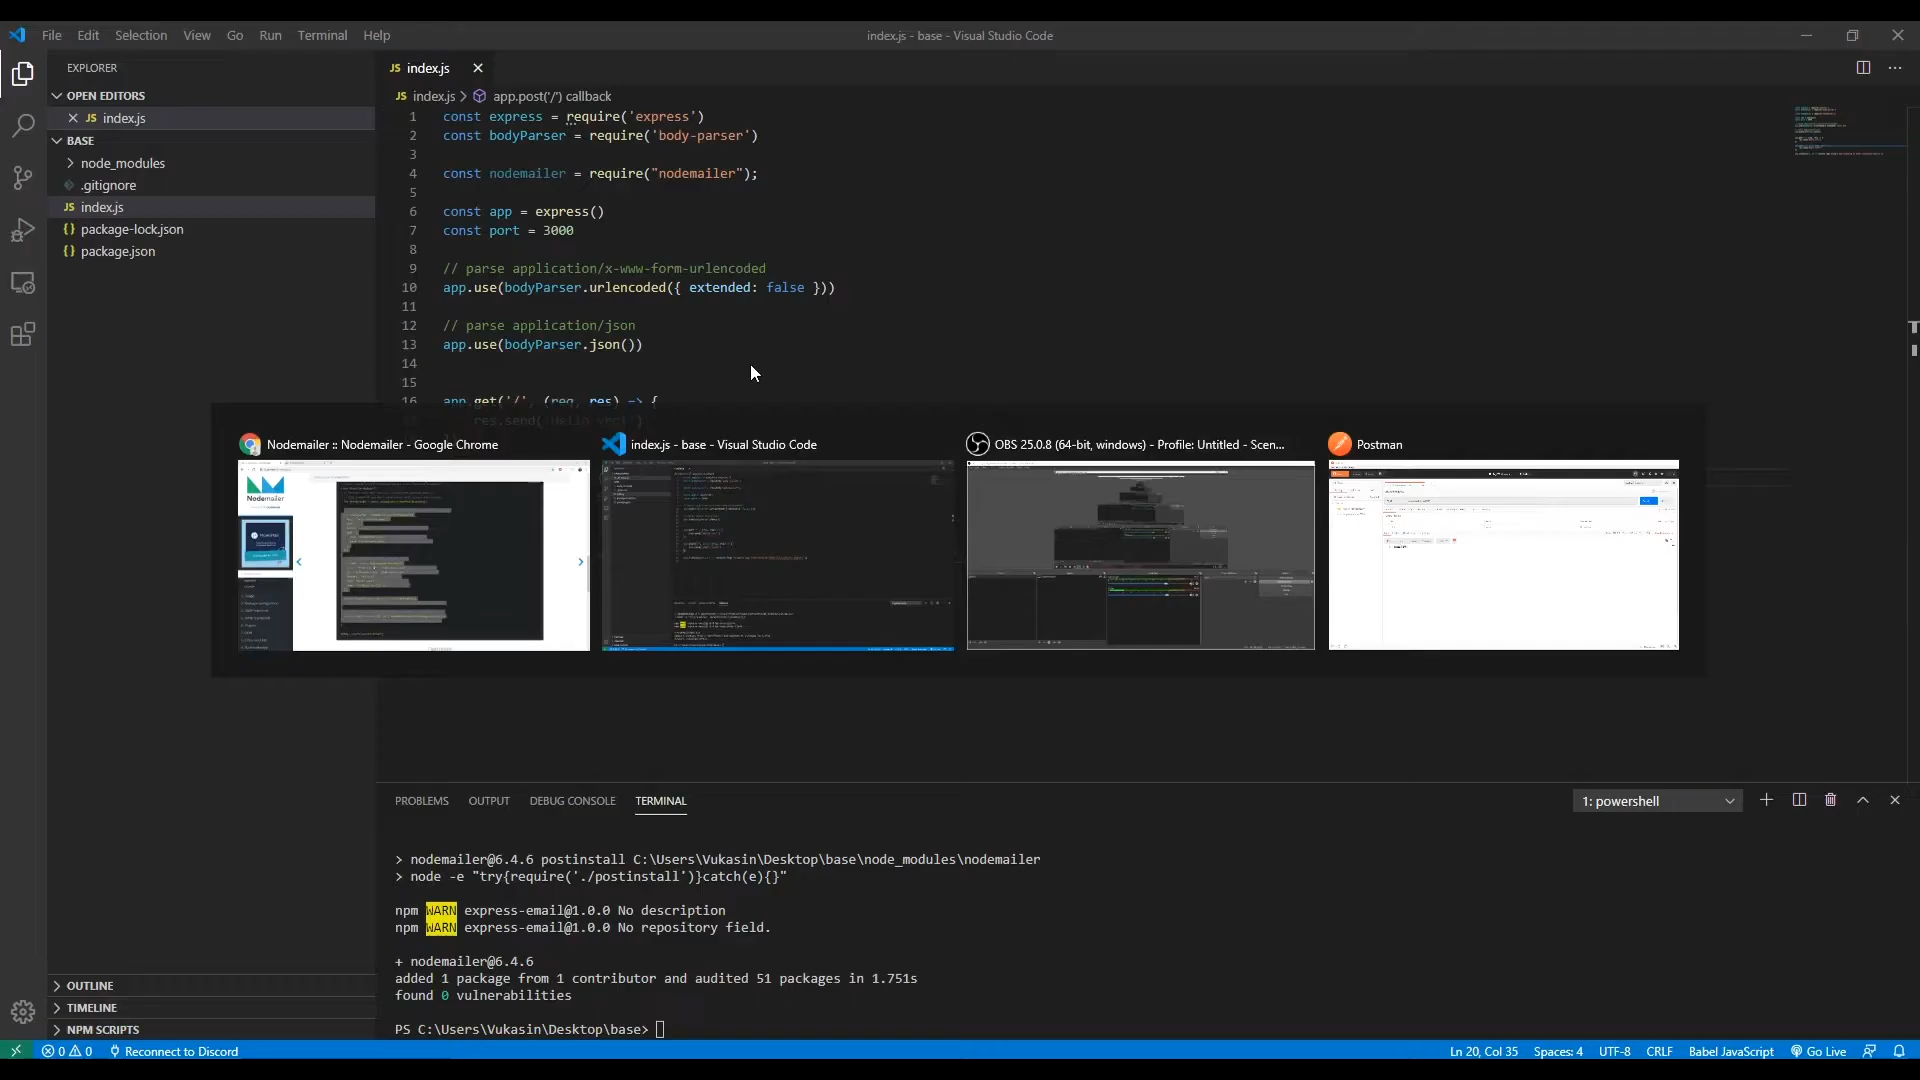 File Edit Selection View Go Run Terminal Help
index.js - base - Visual Studio Code
EXPLORER
OPEN EDITORS
JS index.js
BASE
node_modules
.gitignore
JS index.js
{} package-lock.json
{} package.json
OUTLINE
TIMELINE
NPM SCRIPTS
JS index.js
JS index.js > app.post('/') callback
1 const express = require('express')
2 const bodyParser = require('body-parser')
3
4 const nodemailer = require("nodemailer");
5
6 const app = express()
7 const port = 3000
8
9 // parse application/x-www-form-urlencoded
10 app.use(bodyParser.urlencoded({ extended: false }))
11
12 // parse application/json
13 app.use(bodyParser.json())
14
15
16 app.get('/', (req, res) => {
Nodemailer :: Nodemailer - Google Chrome
index.js - base - Visual Studio Code
OBS 25.0.8 (64-bit, windows) - Profile: Untitled - Scen...
Postman
Nodemailer
PROBLEMS OUTPUT DEBUG CONSOLE TERMINAL
1: powershell
> nodemailer@6.4.6 postinstall C:\Users\Vukasin\Desktop\base\node_modules\nodemailer
> node -e "try{require('./postinstall')}catch(e){}"
npm WARN express-email@1.0.0 No description
npm WARN express-email@1.0.0 No repository field.
+ nodemailer@6.4.6
added 1 package from 1 contributor and audited 51 packages in 1.751s
found 0 vulnerabilities
PS C:\Users\Vukasin\Desktop\base>
0 0 Reconnect to Discord
Ln 20, Col 35 Spaces: 4 UTF-8 CRLF Babel JavaScript Go Live